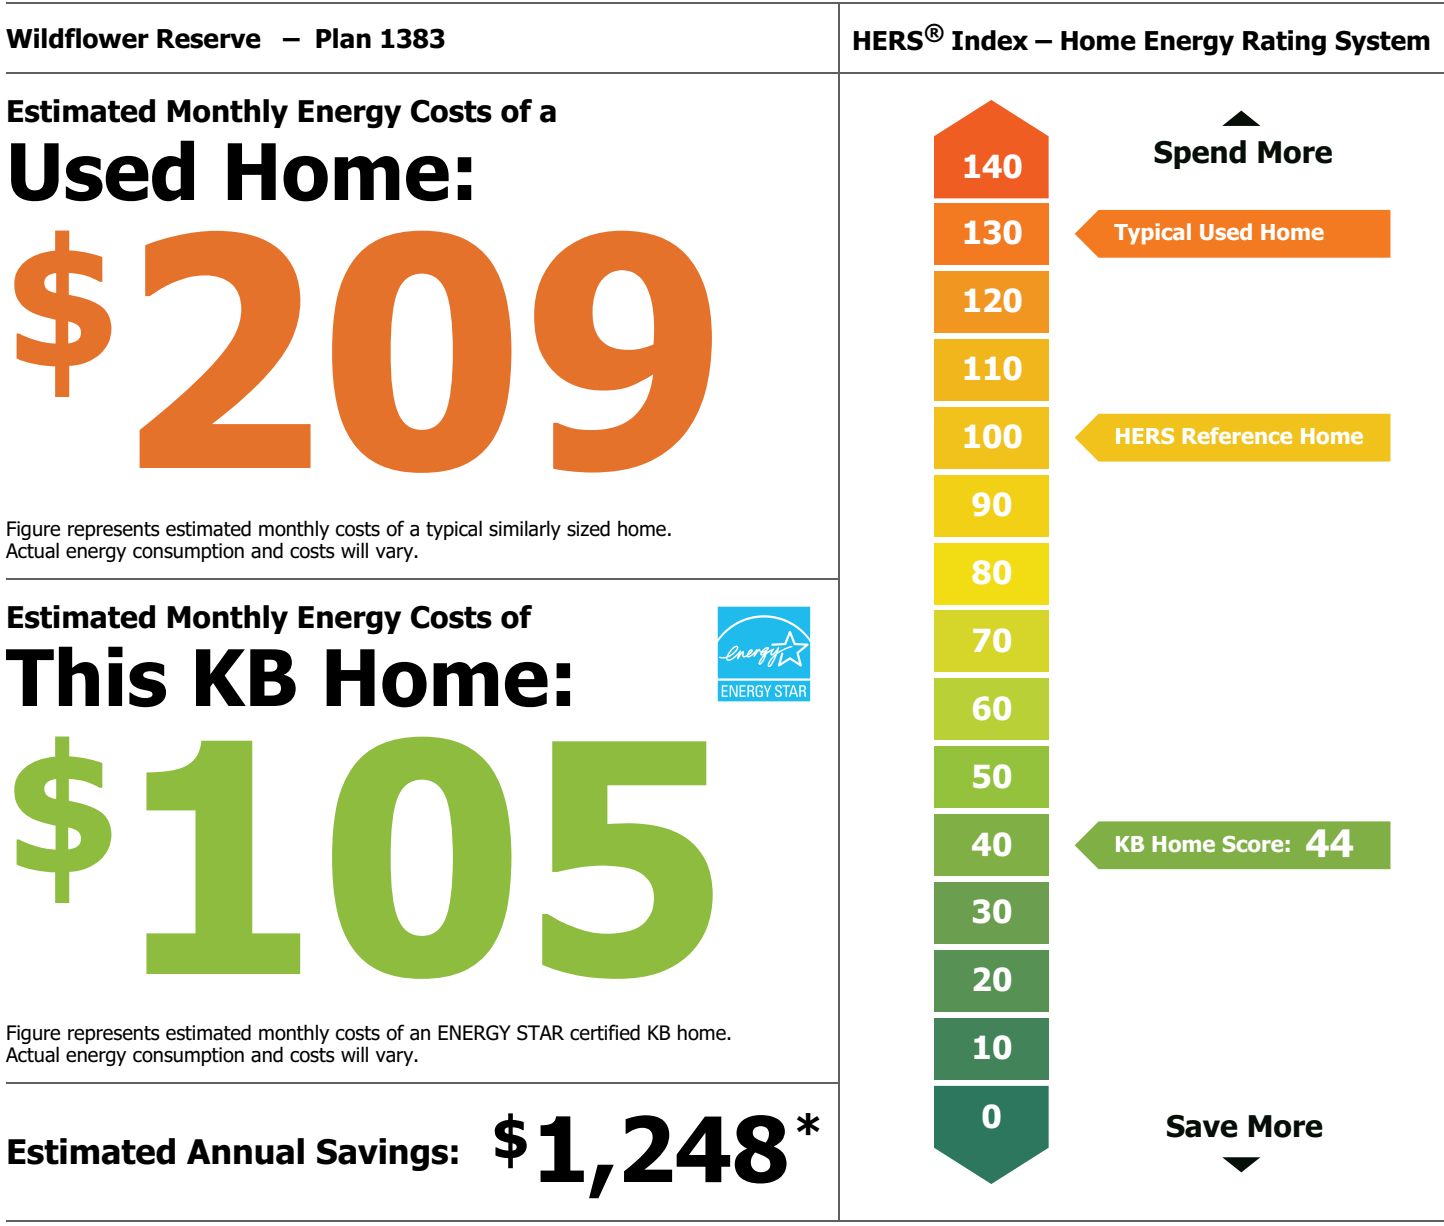 Wildflower Reserve – Plan 1383
Estimated Monthly Energy Costs of a
Used Home:
$209
Figure represents estimated monthly costs of a typical similarly sized home.
Actual energy consumption and costs will vary.
Estimated Monthly Energy Costs of
This KB Home:
energy
ENERGY STAR
$105
Figure represents estimated monthly costs of an ENERGY STAR certified KB home.
Actual energy consumption and costs will vary.
Estimated Annual Savings: $1,248*
HERS® Index – Home Energy Rating System
Spend More
140
130 Typical Used Home
120
110
100 HERS Reference Home
90
80
70
60
50
40 KB Home Score: 44
30
20
10
0
Save More